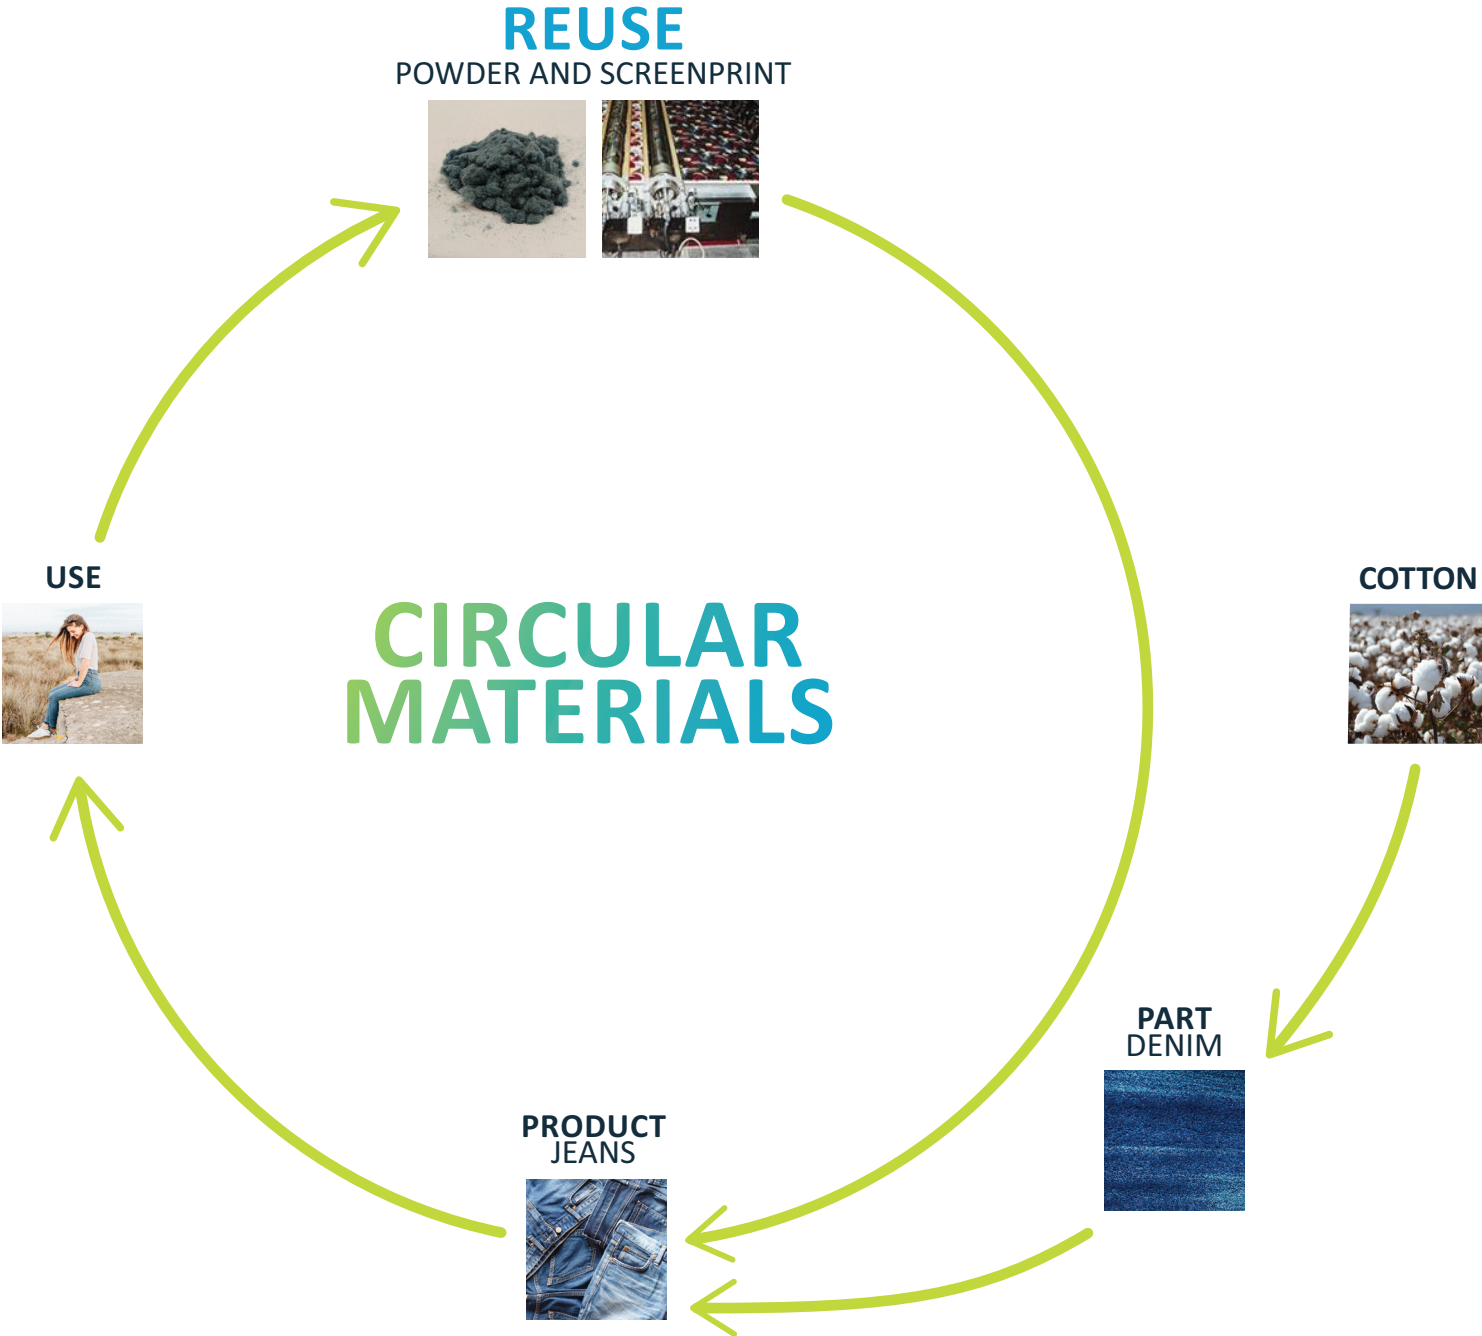 REUSE
POWDER AND SCREENPRINT
USE
CIRCULAR
MATERIALS
COTTON
PART
DENIM
PRODUCT
JEANS